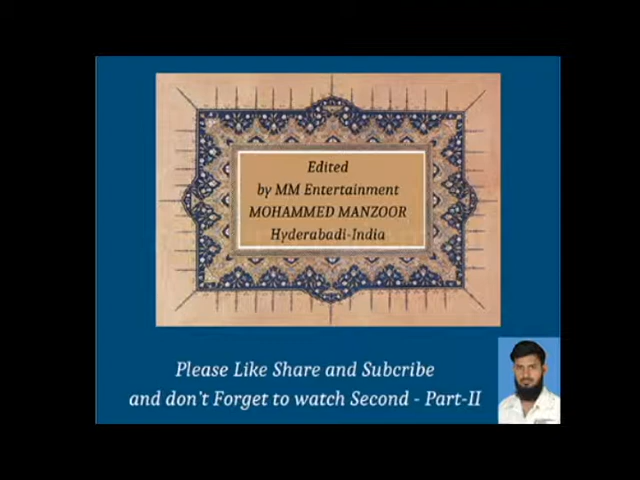 Edited
by MM Entertainment
MOHAMMED MANZOOR
Hyderabadi-India
Please Like Share and Subcribe
and don't Forget to watch Second - Part-II